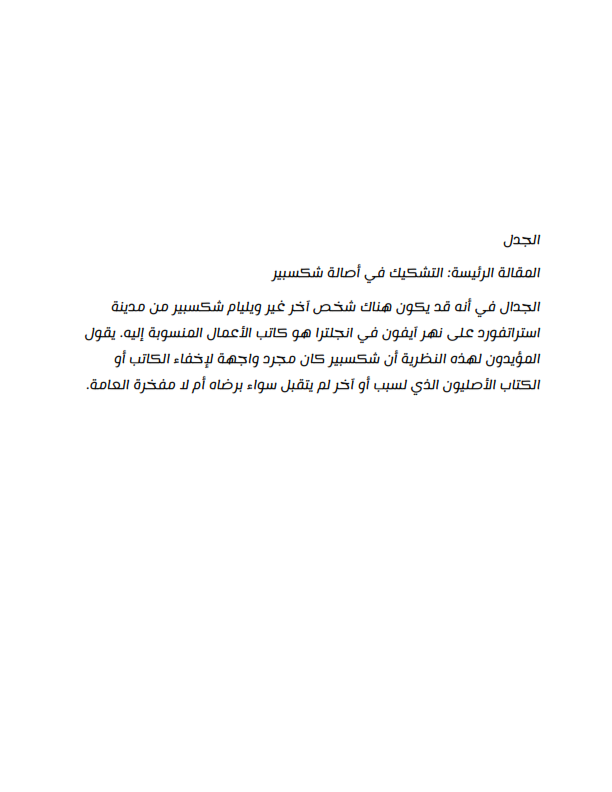 الجدل
المقالة الرئيسة: التشكيك في أصالة شكسبير
الجدال في أنه قد يكون هناك شخص آخر غير ويليام شكسبير من مدينة
استراتفورد على نهر آيفون في انجلترا هو كاتب الأعمال المنسوبة إليه. يقول
المؤيدون لهذه النظرية أن شكسبير كان مجرد واجهة لإخفاء الكاتب أو
الكتاب الأصليون الذي لسبب أو آخر لم يتقبل سواء برضاه أم لا مفخرة العامة.